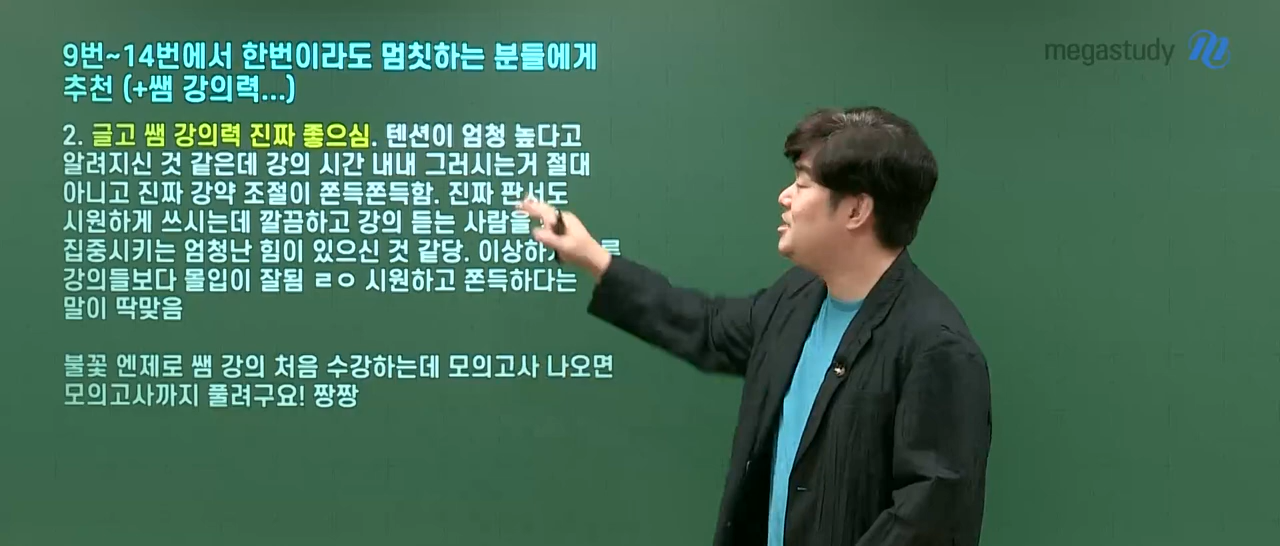 9번~14번에서 한번이라도 멈칫하는 분들에게
추천 (+쌤 강의력...)
megastudy
2. 글고 쌤 강의력 진짜 좋으심. 텐션이 엄청 높다고
알려지신 것 같은데 강의 시간 내내 그러시는거 절대
아니고 진짜 강약 조절이 쫀득쫀득함. 진짜 판서도
시원하게 쓰시는데 깔끔하고 강의 듣는 사람을
집중시키는 엄청난 힘이 있으신 것 같당.
강의들보다 몰입이 잘됨 ㄹㅇ 시원하고 쫀득하다는
말이 딱맞음
불꽃 엔제로 쌤 강의 처음 수강하는데 모의고사 나오면
모의고사까지 풀려구요! 짱짱